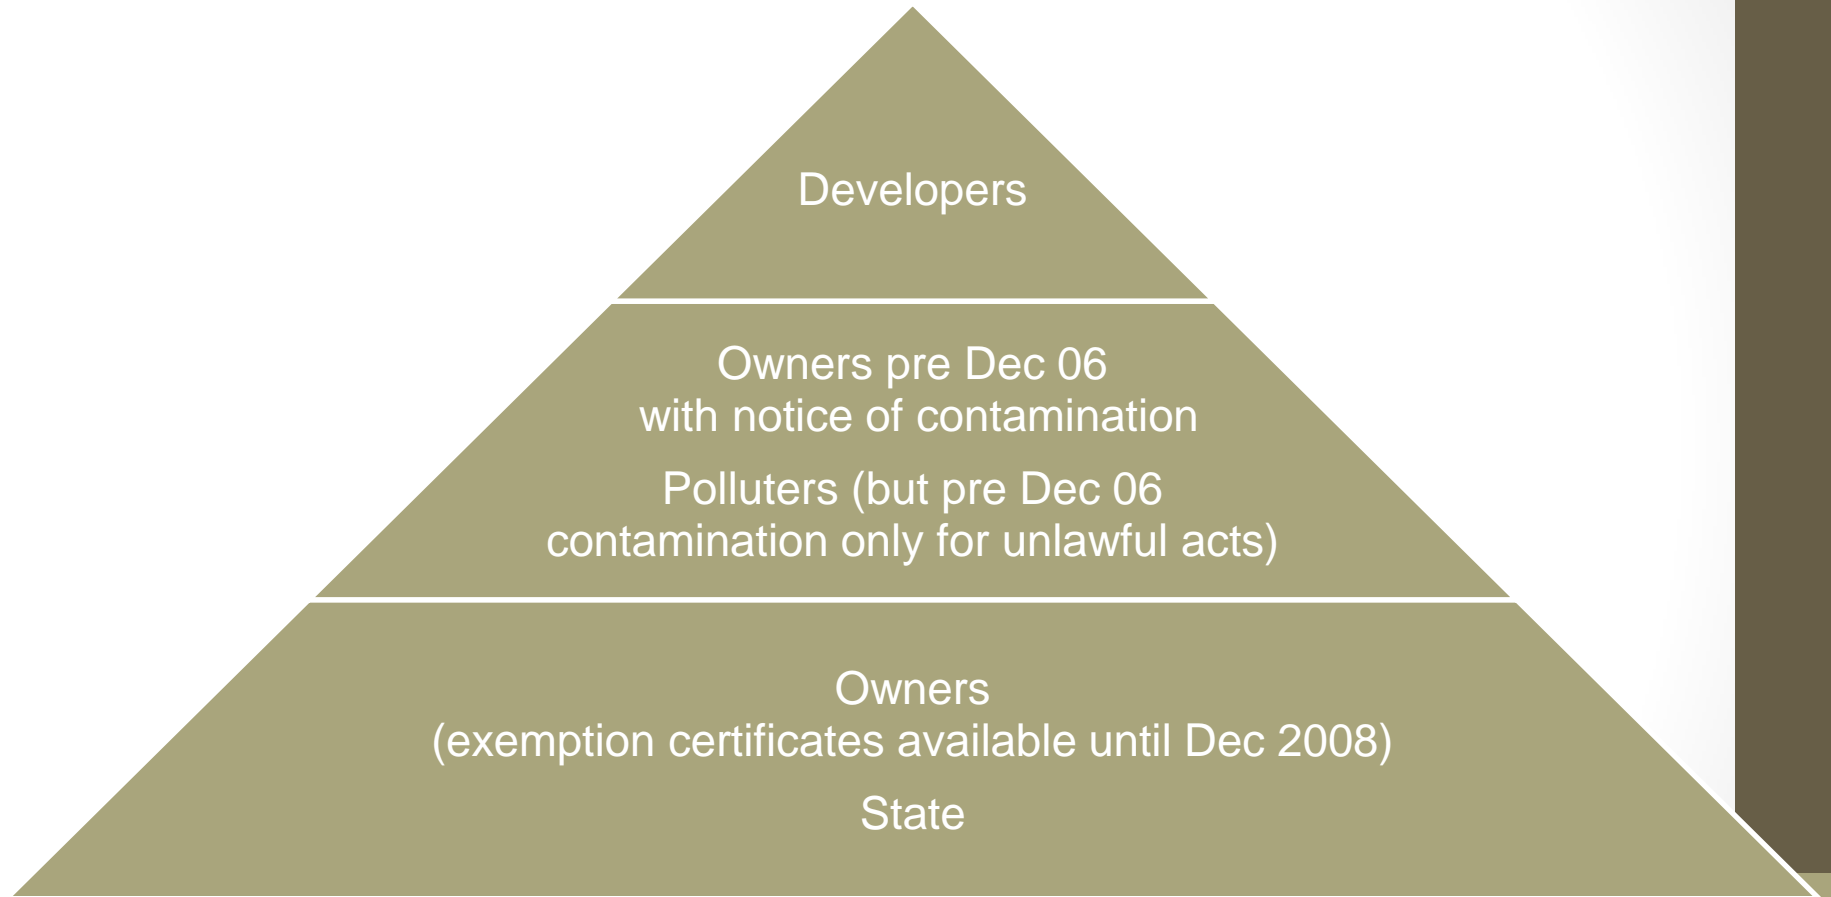 Developers
Owners pre Dec 06
with notice of contamination
Polluters (but pre Dec 06
contamination only for unlawful acts)
Owners
(exemption certificates available until Dec 2008)
State